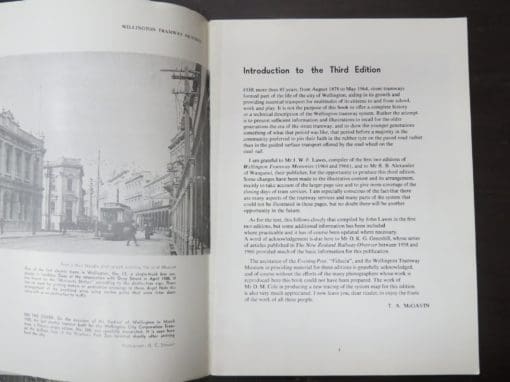 WELLINGTON TRAMWAY MEMORIES
Introduction to the Third Edition
FOR more than 85 years, from August 1878 to May 1964, street tramways
formed part of the life of the city of Wellington, aiding in its growth and
providing essential transport for multitudes of its citizens to and from school,
work and play. It is not the purpose of this book to offer a complete history
or a technical description of the Wellington tramway system. Rather the attempt
is to present sufficient information and illustrations to recall for the older
generations the era of the street tramway, and to show the younger generations
something of what that period was like, that period before a majority in the
community preferred to pin their faith in the rubber tyre on the paved road rather
than in the guided surface transport offered by the steel wheel on the
steel rail.
I am grateful to Mr J. W. F. Lawn, compiler of the first two editions of
Wellington Tramway Memories (1964 and 1966), and to Mr R. B. Alexander
of Wanganui, their publisher, for the opportunity to produce this third edition.
Some changes have been made to the illustrative content and its arrangement,
mainly to take account of the larger page size and to give more coverage of the
closing days of tram services. I am especially conscious of the fact that there
are many aspects of the tramway services and many parts of the system that
could not be illustrated in these pages, but no doubt there will be another
opportunity in the future.
As for the text, this follows closely that compiled by John Lawn in the first
two editions, but some additional information has been included
where practicable and it has of course been updated where necessary.
A word of acknowledgement is due here to Mr D. K. G. Greenhill, whose series
of articles published in The New Zealand Railway Observer between 1958 and
1960 provided much of the basic information for this publication.
The assistance of the Evening Post, "Fiducia", and the Wellington Tramway
Museum in providing material for these editions is gratefully acknowledged,
and of course without the efforts of the many photographers whose work is
reproduced here this book could not have been prepared. The work of
Mr D. M. Cole in producing a new tracing of the system map for this edition
is also very much appreciated. I now leave you, dear reader, to enjoy the fruits
of the work of all these people.
T. A. McGAVIN
1